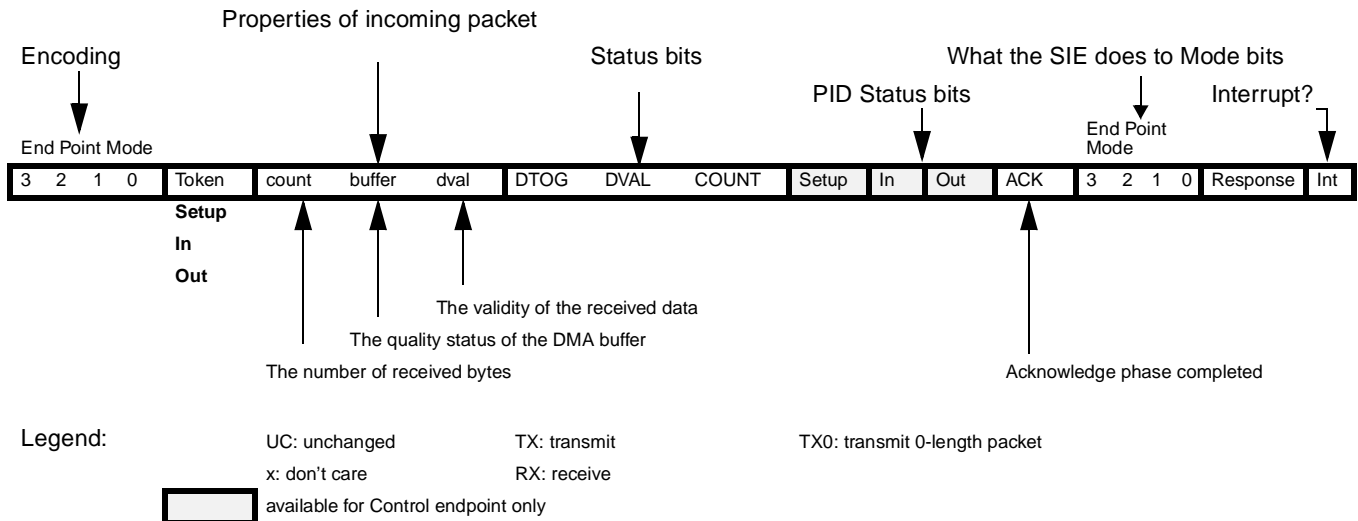 Properties of incoming packet
Encoding
Status bits
What the SIE does to Mode bits
PID Status bits
Interrupt?
End Point Mode
End Point
Mode
3 2 1 0 Token count buffer dval DTOG DVAL COUNT Setup In Out ACK 3 2 1 0 Response Int
Setup
In
Out
The validity of the received data
The quality status of the DMA buffer
The number of received bytes
Acknowledge phase completed
Legend:
UC: unchanged
TX: transmit
TX0: transmit 0-length packet
x: don't care
RX: receive
available for Control endpoint only